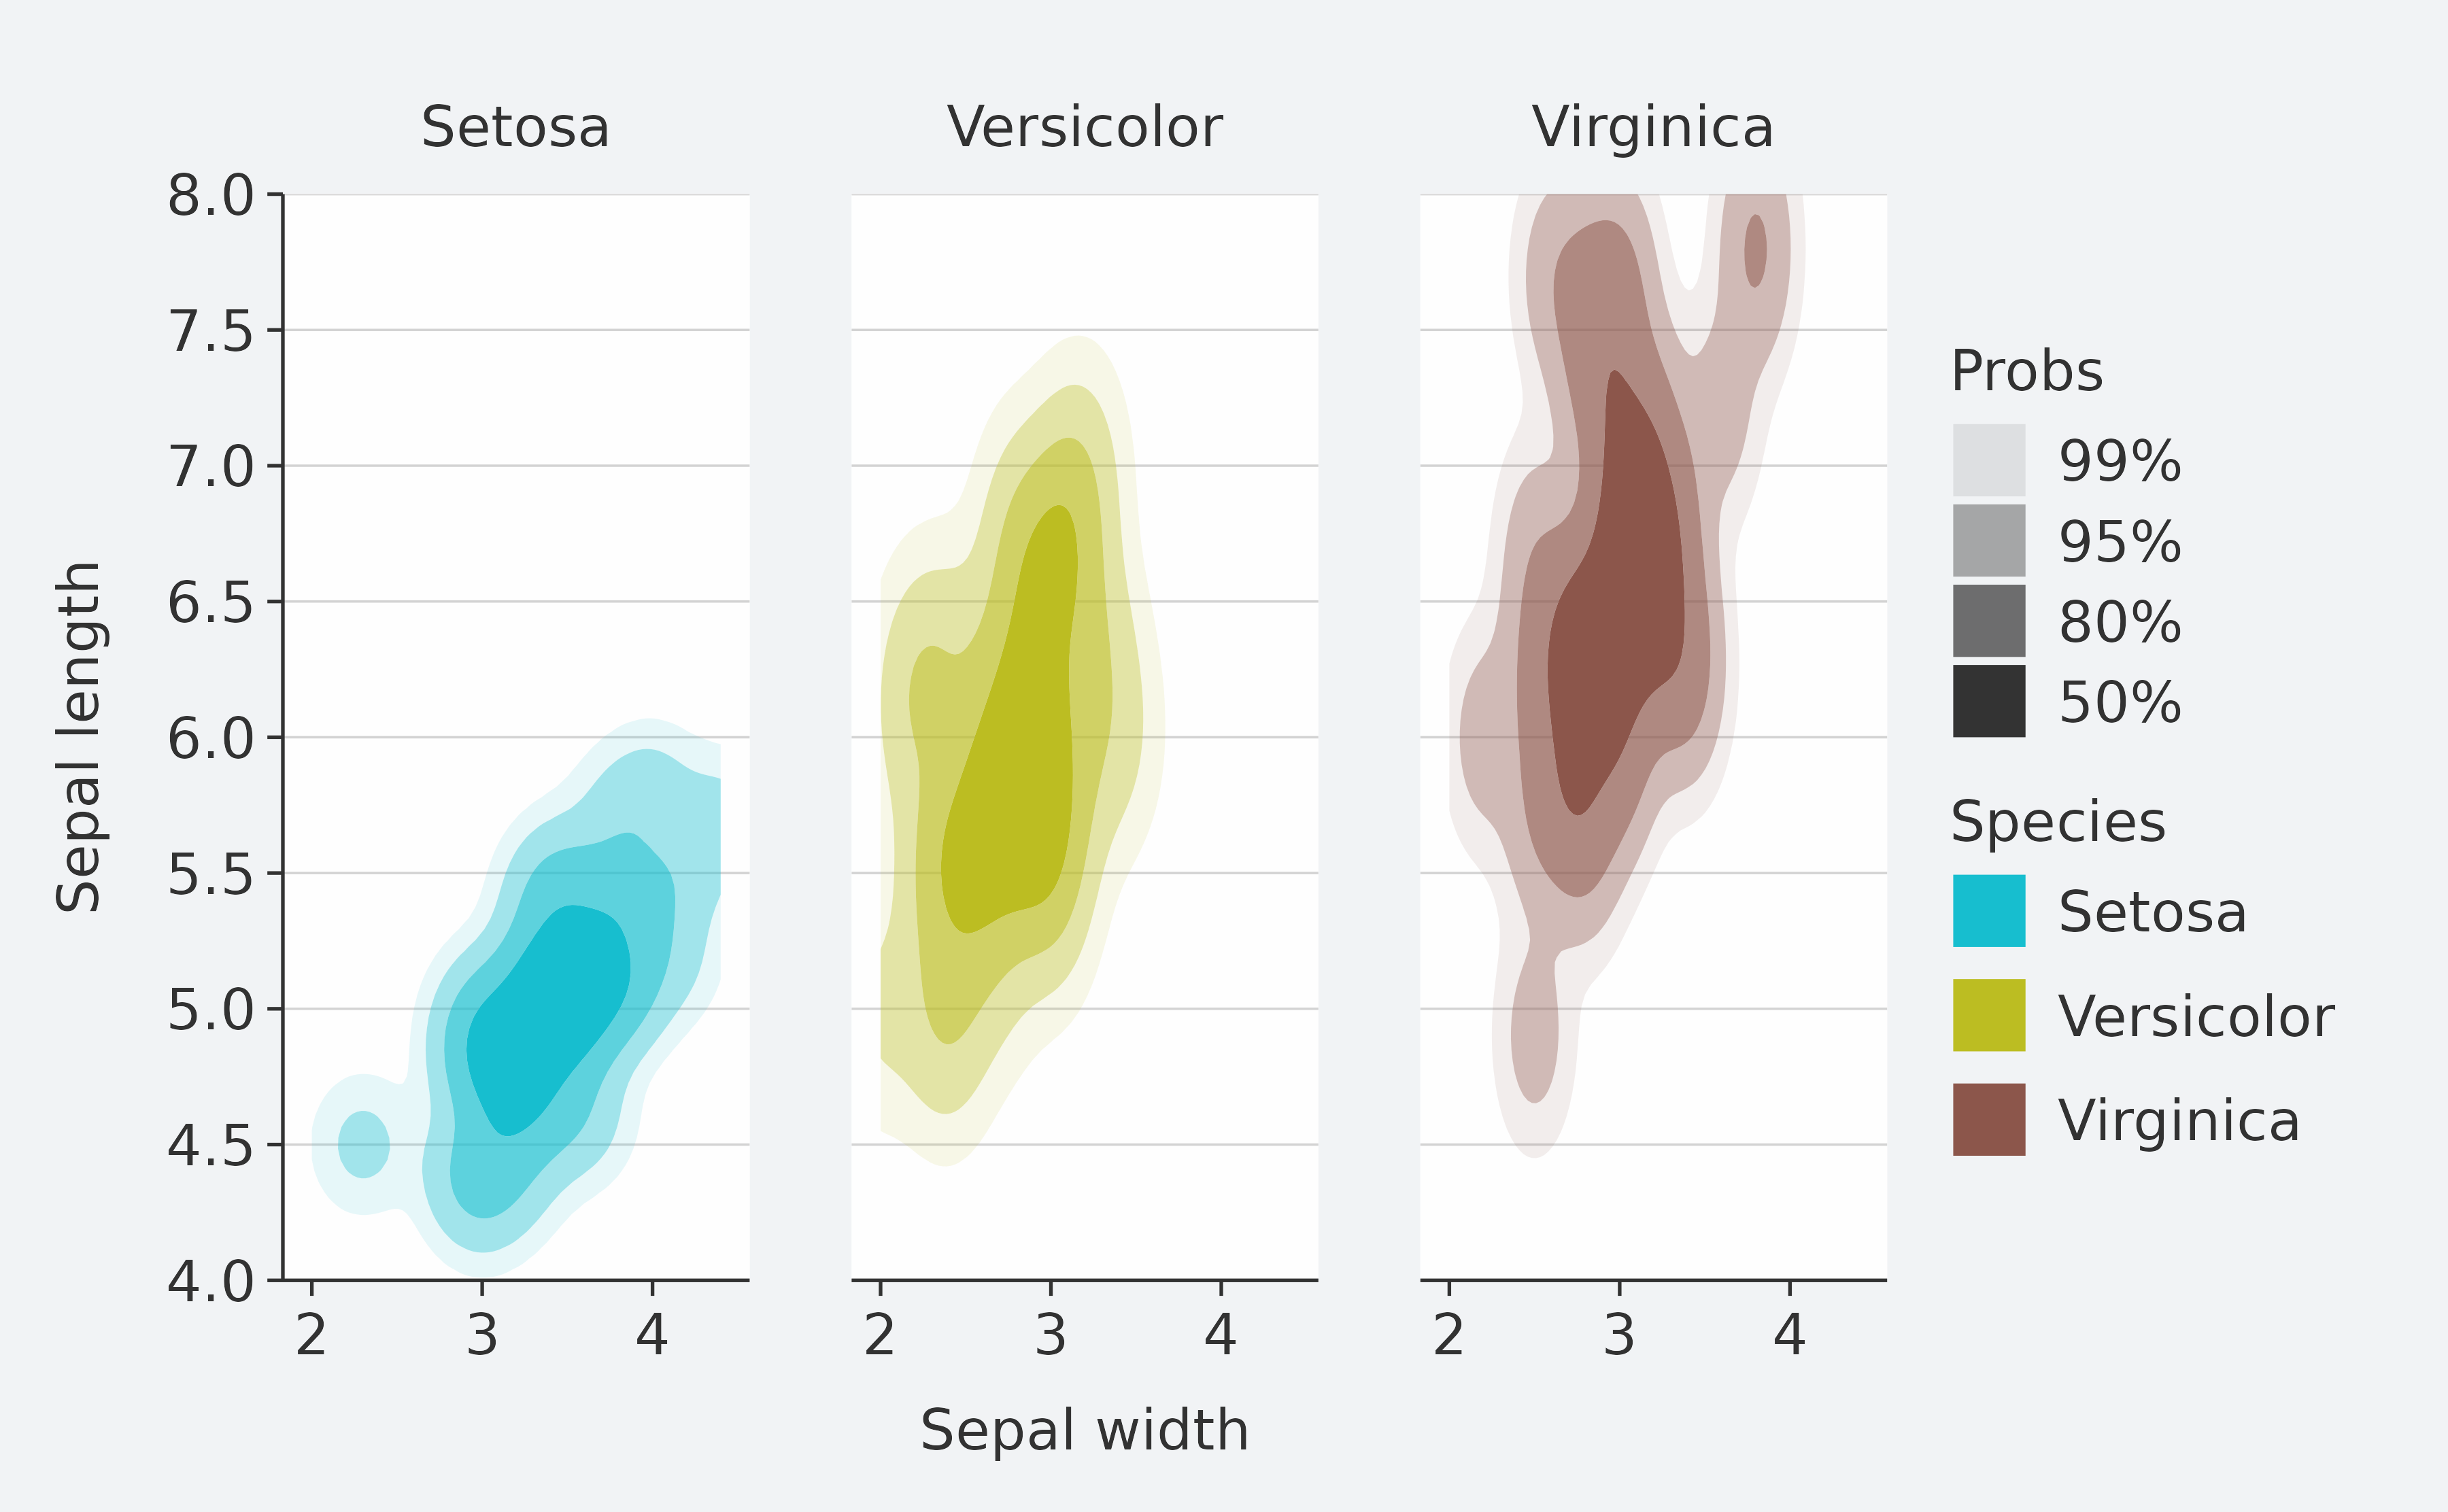 Setosa Versicolor Virginica
8.0
7.5
7.0
6.5
6.0
5.5
5.0
4.5
4.0
Sepal length
2 3 4 2 3 4 2 3 4
Sepal width
Probs
99%
95%
80%
50%
Species
Setosa
Versicolor
Virginica